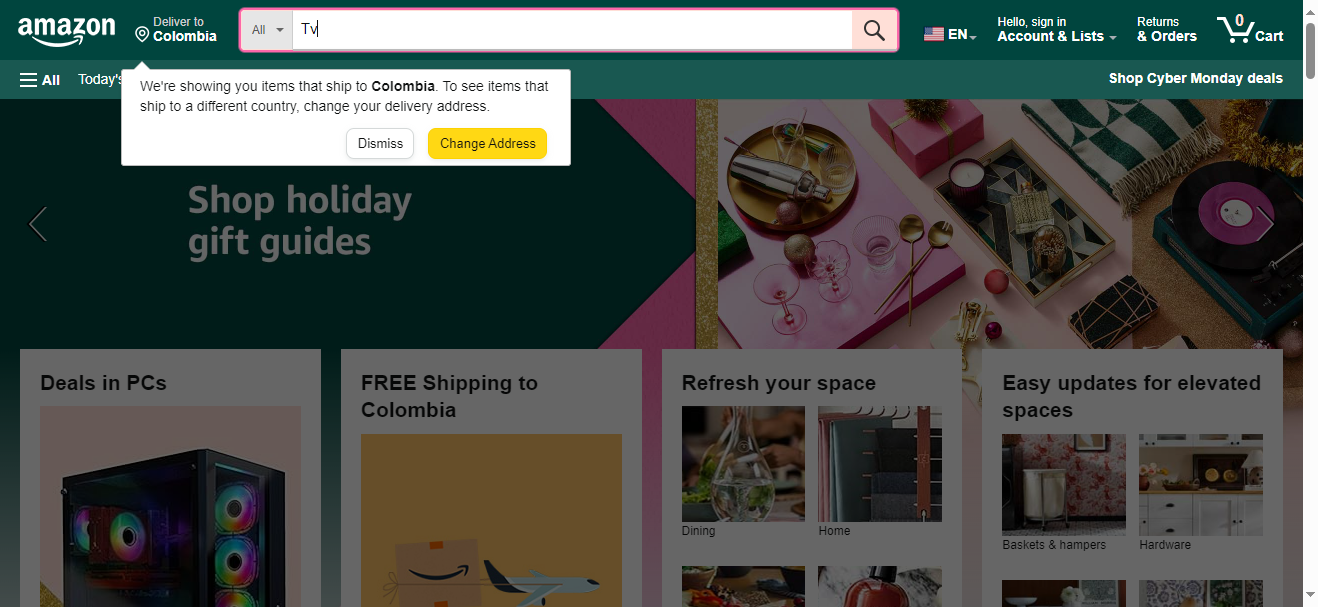 amazon
Deliver to
Colombia
All
Tv
EN
Hello, sign in
Account & Lists
Returns
& Orders
0
Cart
All
Today's
Shop Cyber Monday deals
We're showing you items that ship to Colombia. To see items that
ship to a different country, change your delivery address.
Dismiss
Change Address
Shop holiday
gift guides
Deals in PCs
FREE Shipping to
Colombia
Refresh your space
Dining
Home
Easy updates for elevated
spaces
Baskets & hampers
Hardware